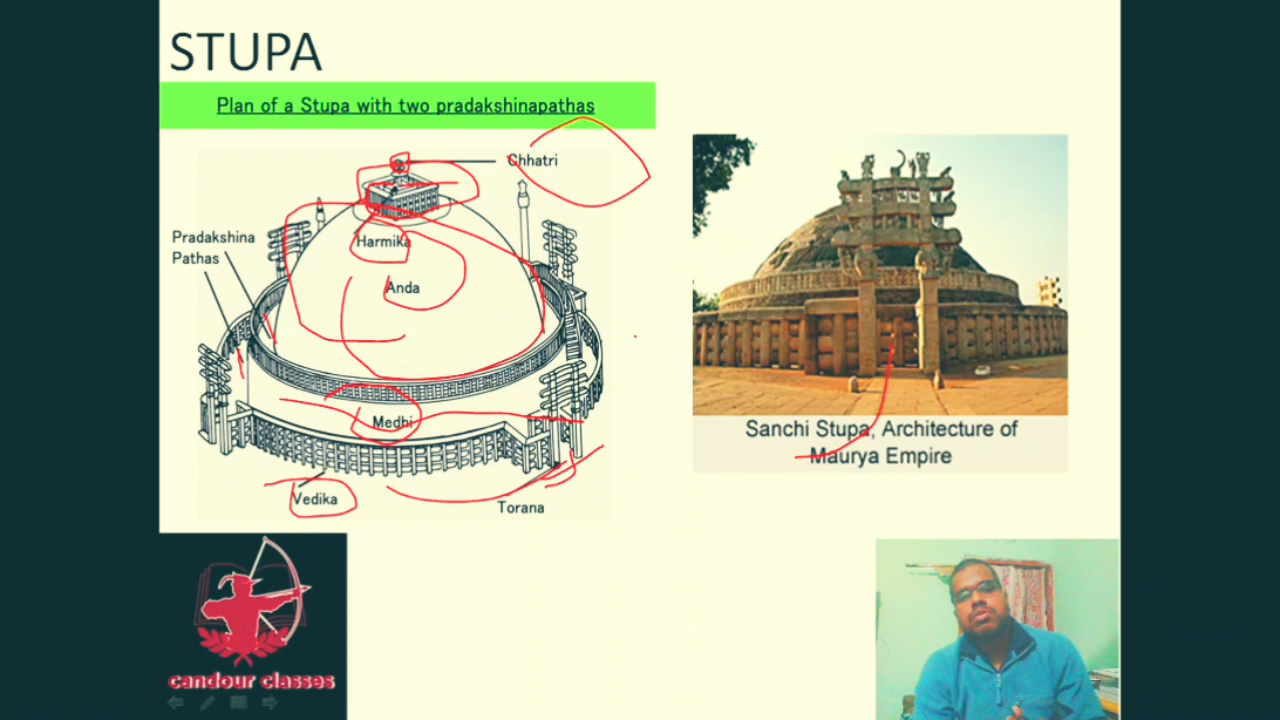 STUPA
Plan of a Stupa with two pradakshinapathas
Chhatri
Pradakshina
Pathas
Harmika
Anda
Medhi
Vedika
Torana
Sanchi Stupa, Architecture of
Maurya Empire
candour classes